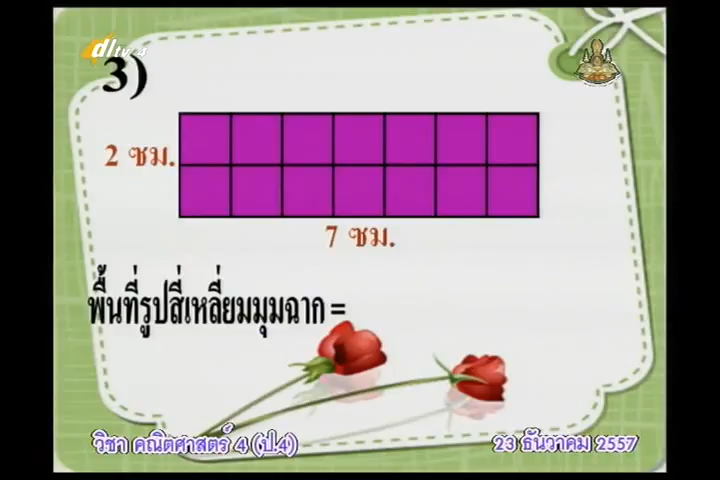 dltv 4
3)
2 ซม.
7 ซม.
พื้นที่รูปสี่เหลี่ยมมุมฉาก =
วิชา คณิตศาสตร์ 4 (ป.4)
23 ธันวาคม 2557